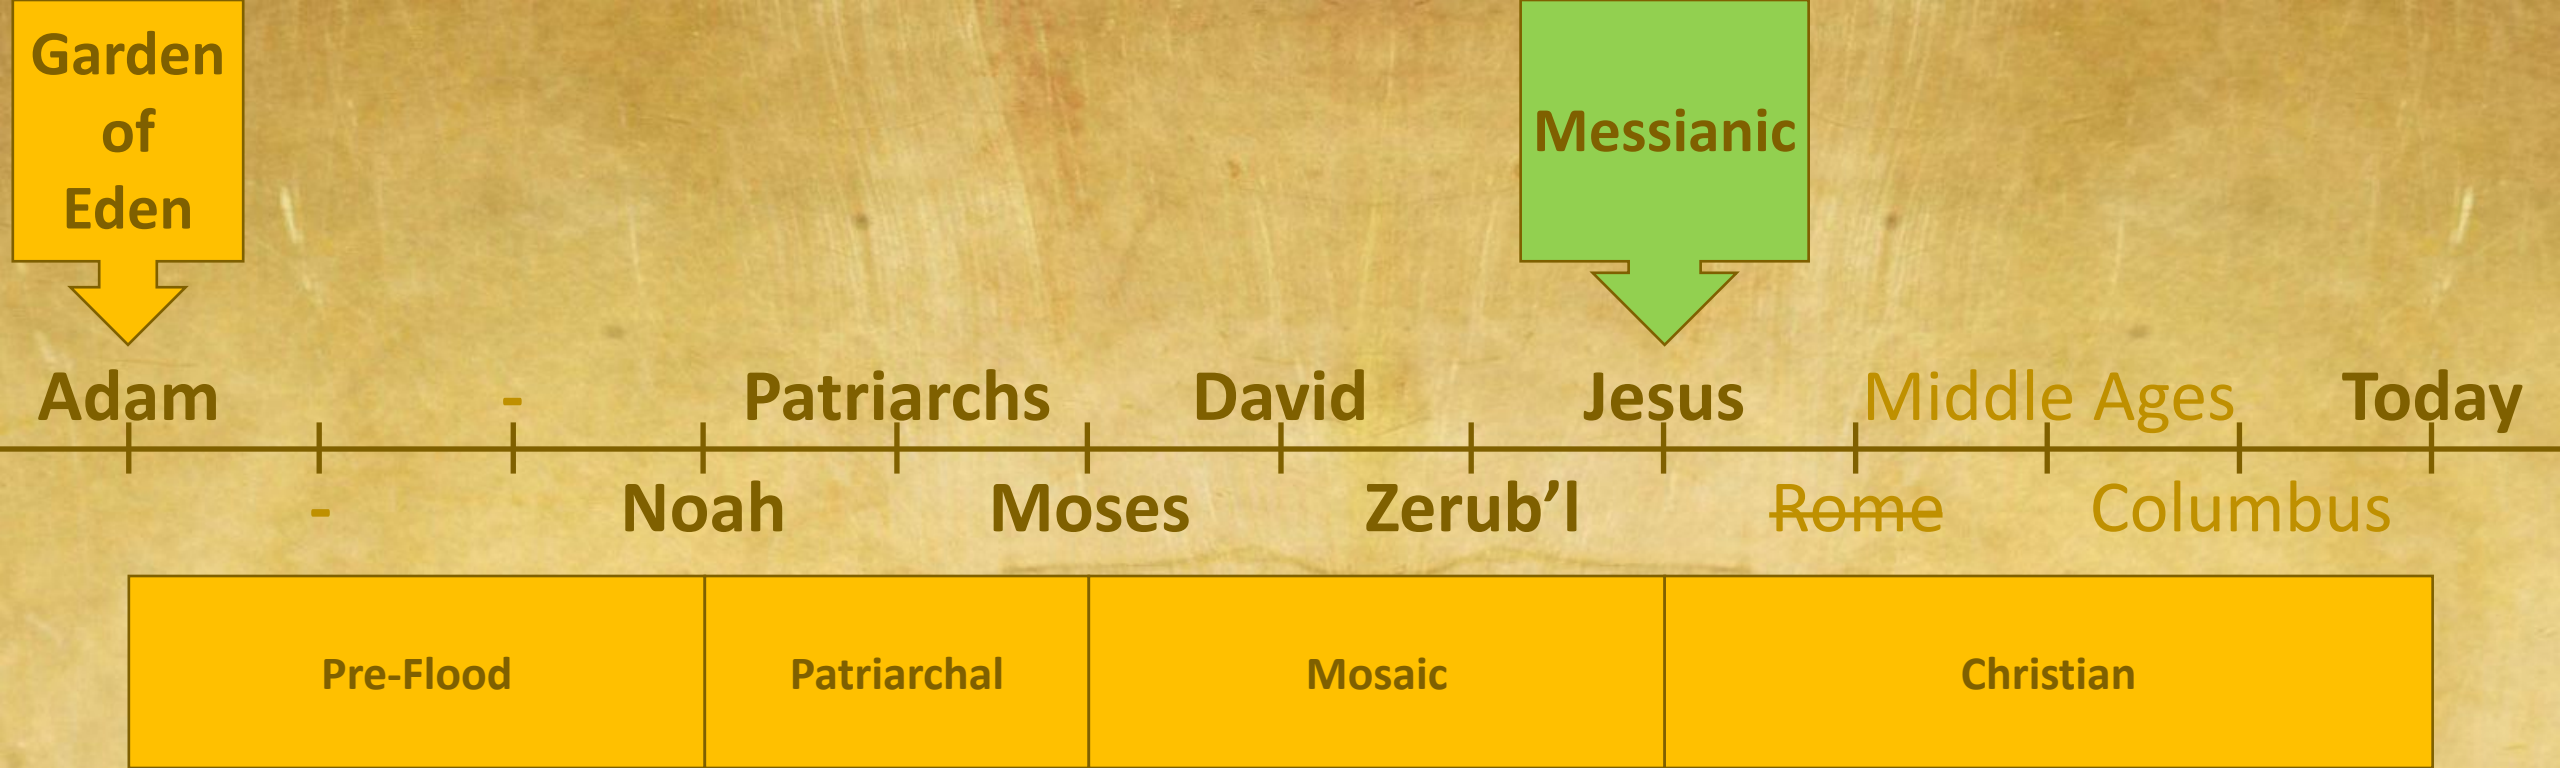 Garden
of
Eden
Messianic
Adam - Patriarchs David Jesus Middle Ages Today
- Noah Moses Zerub’l Rome Columbus
Pre-Flood Patriarchal Mosaic Christian